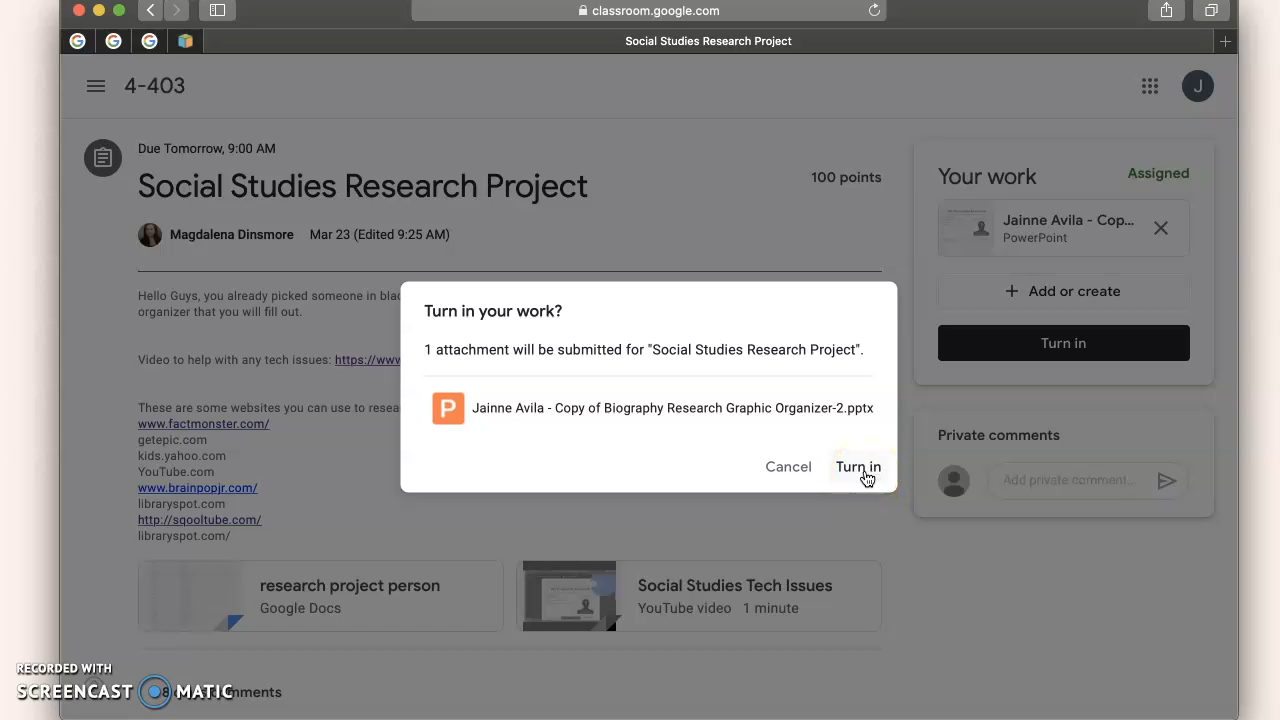 classroom.google.com
Social Studies Research Project
4-403
J
Due Tomorrow, 9:00 AM
Social Studies Research Project
100 points
Magdalena Dinsmore Mar 23 (Edited 9:25 AM)
Hello Guys, you already picked someone in blac
organizer that you will fill out.
Video to help with any tech issues: https://www
These are some websites you can use to resea
www.factmonster.com/
getepic.com
kids.yahoo.com
YouTube.com
www.brainpopjr.com/
libraryspot.com
http://sqooltube.com/
libraryspot.com/
research project person
Google Docs
Social Studies Tech Issues
YouTube video 1 minute
Your work
Assigned
Jainne Avila - Cop...
PowerPoint
+ Add or create
Turn in
Private comments
Add private comment...
Turn in your work?
1 attachment will be submitted for "Social Studies Research Project".
P
Jainne Avila - Copy of Biography Research Graphic Organizer-2.pptx
Cancel Turn in
RECORDED WITH
SCREENCAST MATIC